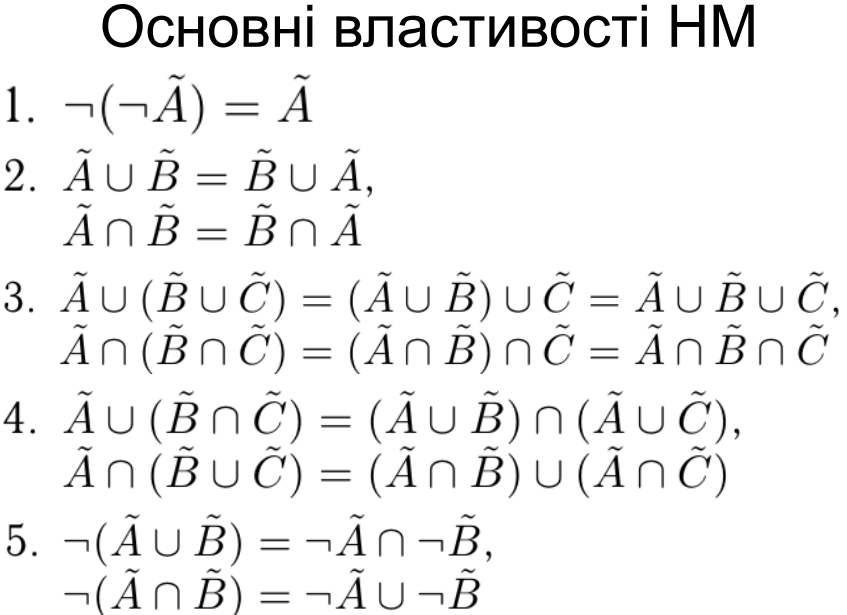 Основні властивості НМ
1. ¬(¬Ã) = Ã
2. Ã ∪ B̃ = B̃ ∪ Ã,
Ã ∩ B̃ = B̃ ∩ Ã
3. Ã ∪ (B̃ ∪ C̃) = (Ã ∪ B̃) ∪ C̃ = Ã ∪ B̃ ∪ C̃,
Ã ∩ (B̃ ∩ C̃) = (Ã ∩ B̃) ∩ C̃ = Ã ∩ B̃ ∩ C̃
4. Ã ∪ (B̃ ∩ C̃) = (Ã ∪ B̃) ∩ (Ã ∪ C̃),
Ã ∩ (B̃ ∪ C̃) = (Ã ∩ B̃) ∪ (Ã ∩ C̃)
5. ¬(Ã ∪ B̃) = ¬Ã ∩ ¬B̃,
¬(Ã ∩ B̃) = ¬Ã ∪ ¬B̃